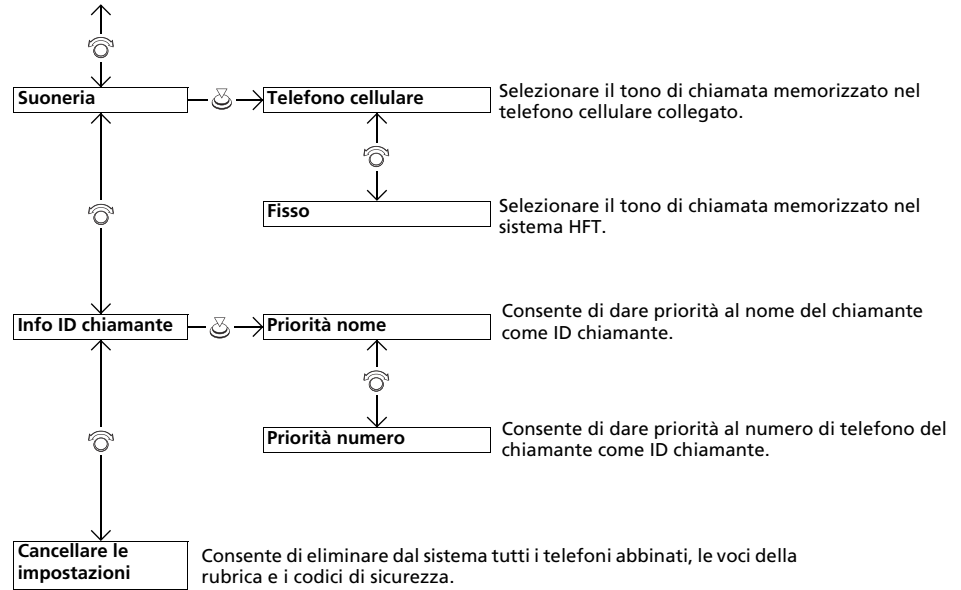 Suoneria
Telefono cellulare
Selezionare il tono di chiamata memorizzato nel
telefono cellulare collegato.
Fisso
Selezionare il tono di chiamata memorizzato nel
sistema HFT.
Info ID chiamante
Priorità nome
Consente di dare priorità al nome del chiamante
come ID chiamante.
Priorità numero
Consente di dare priorità al numero di telefono del
chiamante come ID chiamante.
Cancellare le
impostazioni
Consente di eliminare dal sistema tutti i telefoni abbinati, le voci della
rubrica e i codici di sicurezza.